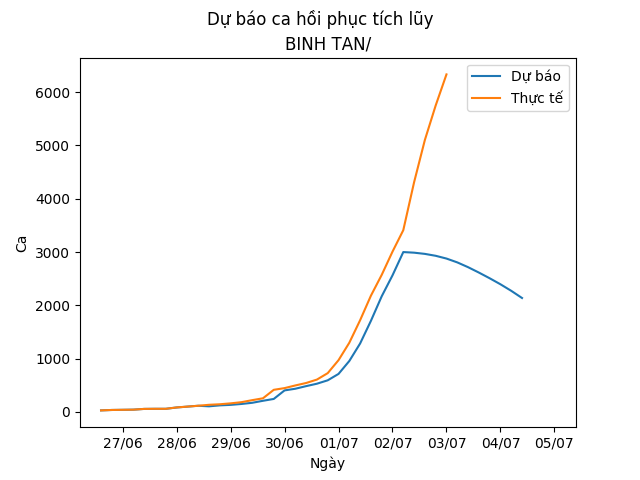 Dự báo ca hồi phục tích lũy
BINH TAN/
Dự báo
Thực tế
6000
5000
4000
3000
2000
1000
0
Ca
27/06 28/06 29/06 30/06 01/07 02/07 03/07 04/07 05/07
Ngày